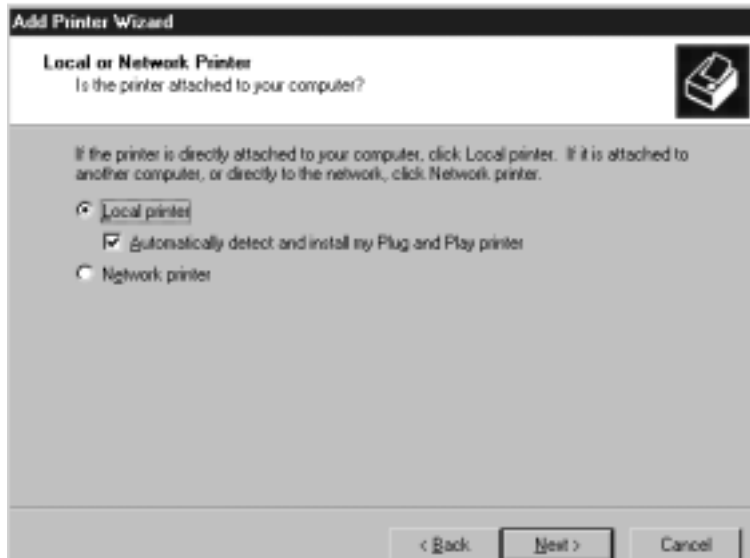 Add Printer Wizard
Local or Network Printer
Is the printer attached to your computer?
If the printer is directly attached to your computer, click Local printer. If it is attached to
another computer, or directly to the network, click Network printer.
Local printer
Automatically detect and install my Plug and Play printer
Network printer
< Back
Next >
Cancel